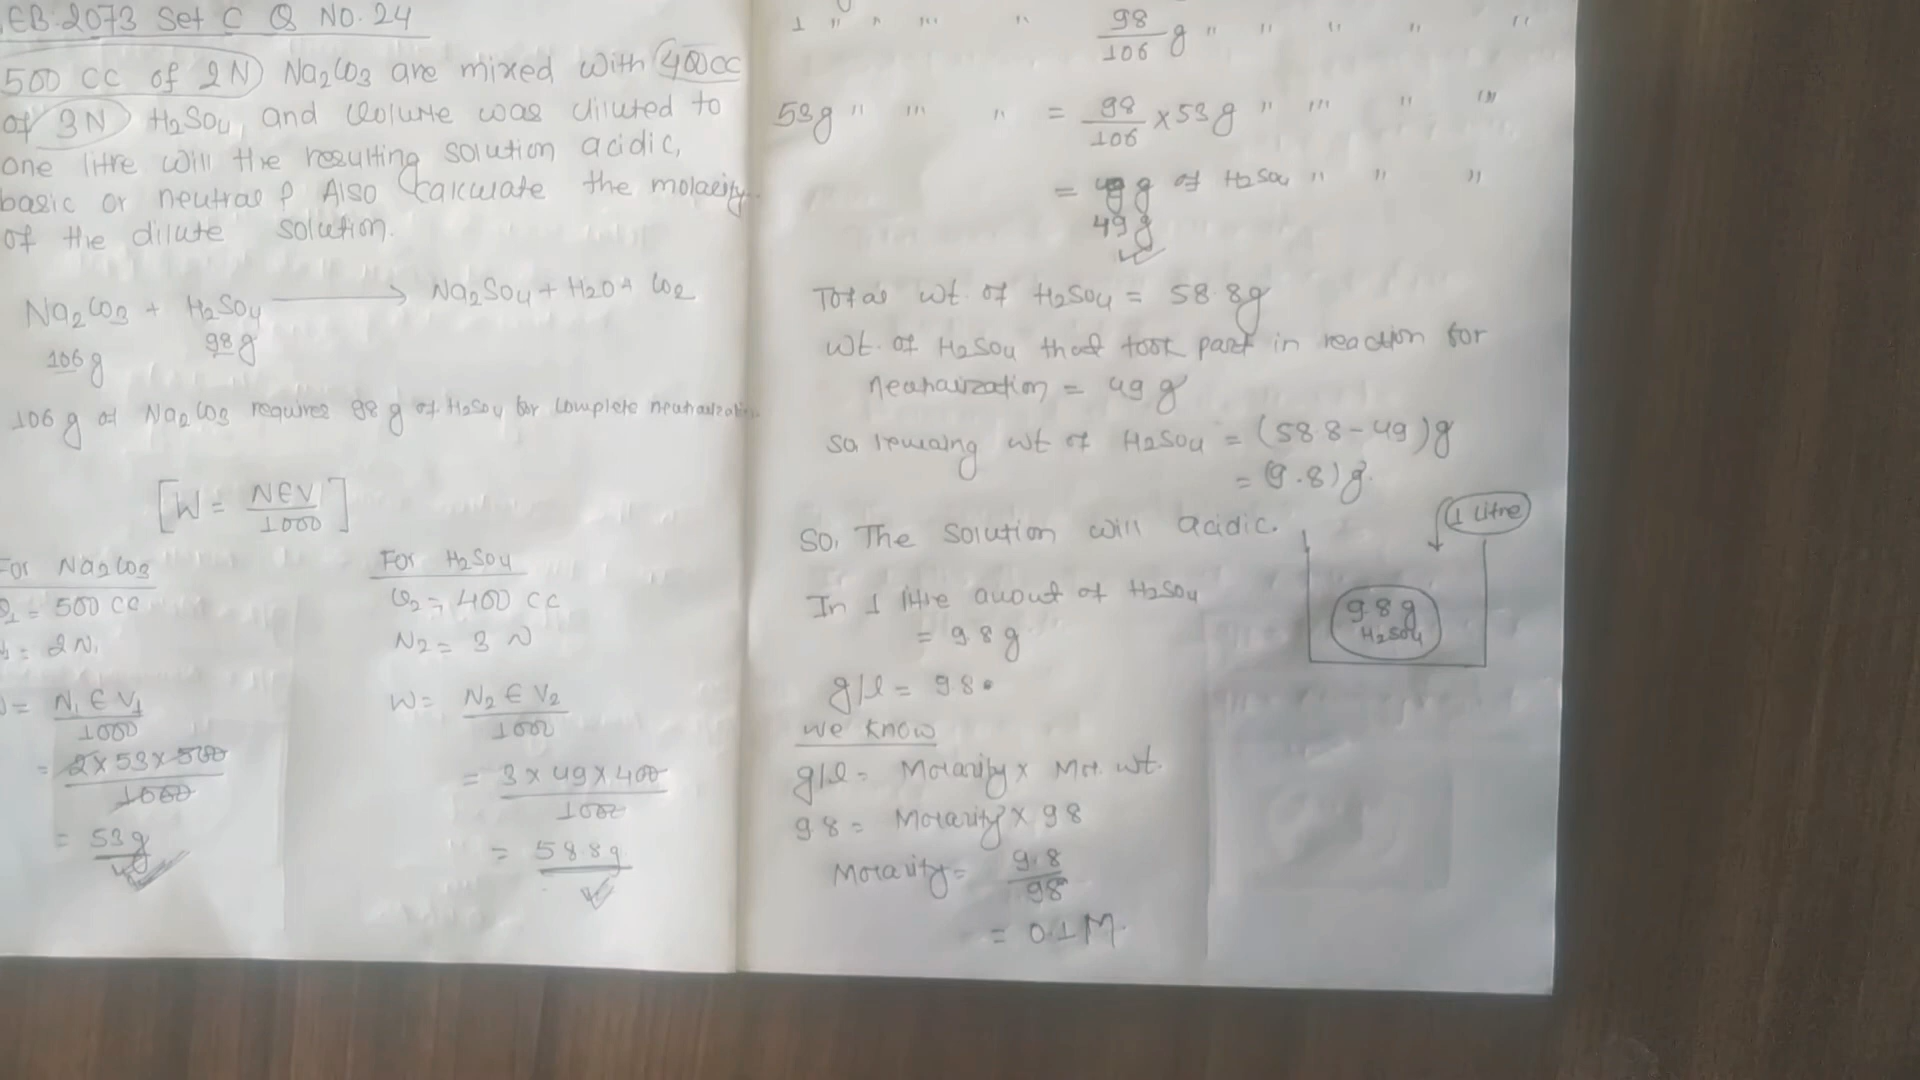 EB-2073 Set C Q NO. 24
500 CC of 2N Na2CO3 are mixed with 400CC
of 3N H2SO4, and volume was diluted to
one litre will the resulting solution acidic,
basic or neutral? Also Calculate the molarity
of the dilute solution.
Na2CO3 + H2SO4 → Na2SO4 + H2O + CO2
106g 98g
106 g of Na2CO3 requires 98 g of H2SO4 for complete neutralization
[W = NEV/1000]
For Na2CO3
= 500 CC
= 2N.
= N1 E V1/1000
= 2×53×500/1000
= 53g
For H2SO4
V2 = 400 CC
N2 = 3 N
W = N2 E V2/1000
= 3×49×400/1000
= 58.8g
1 " " ''' " 98/106 g " " " " "
53g " ''' " = 98/106 ×53g " ''' " '''
= 49 g of H2SO4 " " "
49g
Total wt. of H2SO4 = 58.8g
Wt. of H2SO4 that took part in reaction for
neutralization = 49 g
So remaing wt of H2SO4 = (58.8-49)g
= (9.8)g.
So, The Solution will acidic.
1 Litre
9.8g
H2SO4
In 1 litre amout of H2SO4
= 9.8g
g/l = 9.8
We know
g/l = Molarity × Mol. wt.
9.8 = Molarity × 98
Molarity = 9.8/98
= 0.1M.